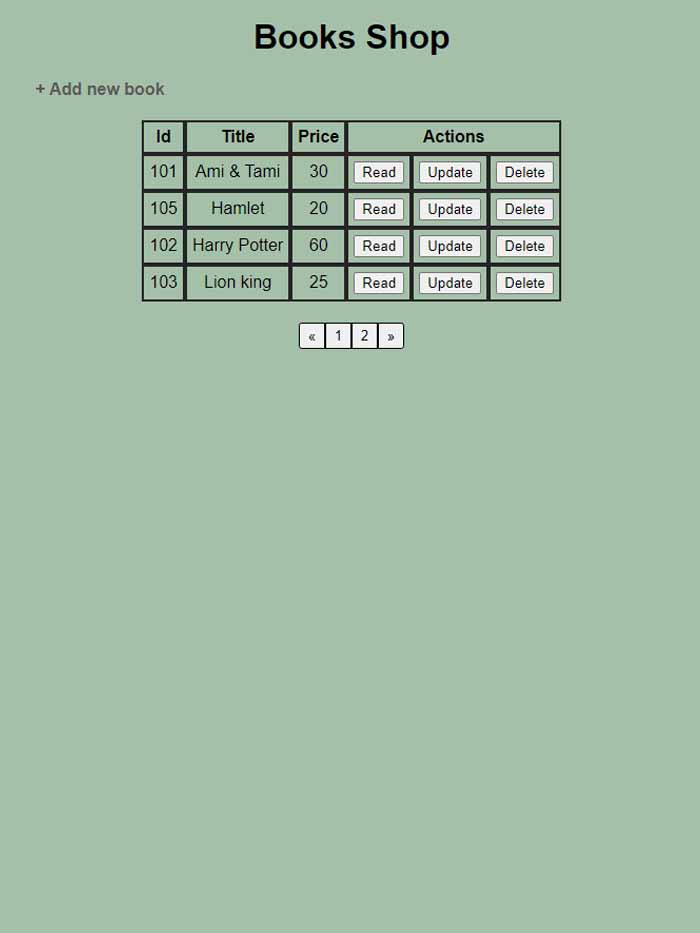 Books Shop
+ Add new book
Id Title Price Actions
101 Ami & Tami 30 Read Update Delete
105 Hamlet 20 Read Update Delete
102 Harry Potter 60 Read Update Delete
103 Lion king 25 Read Update Delete
« 1 2 »